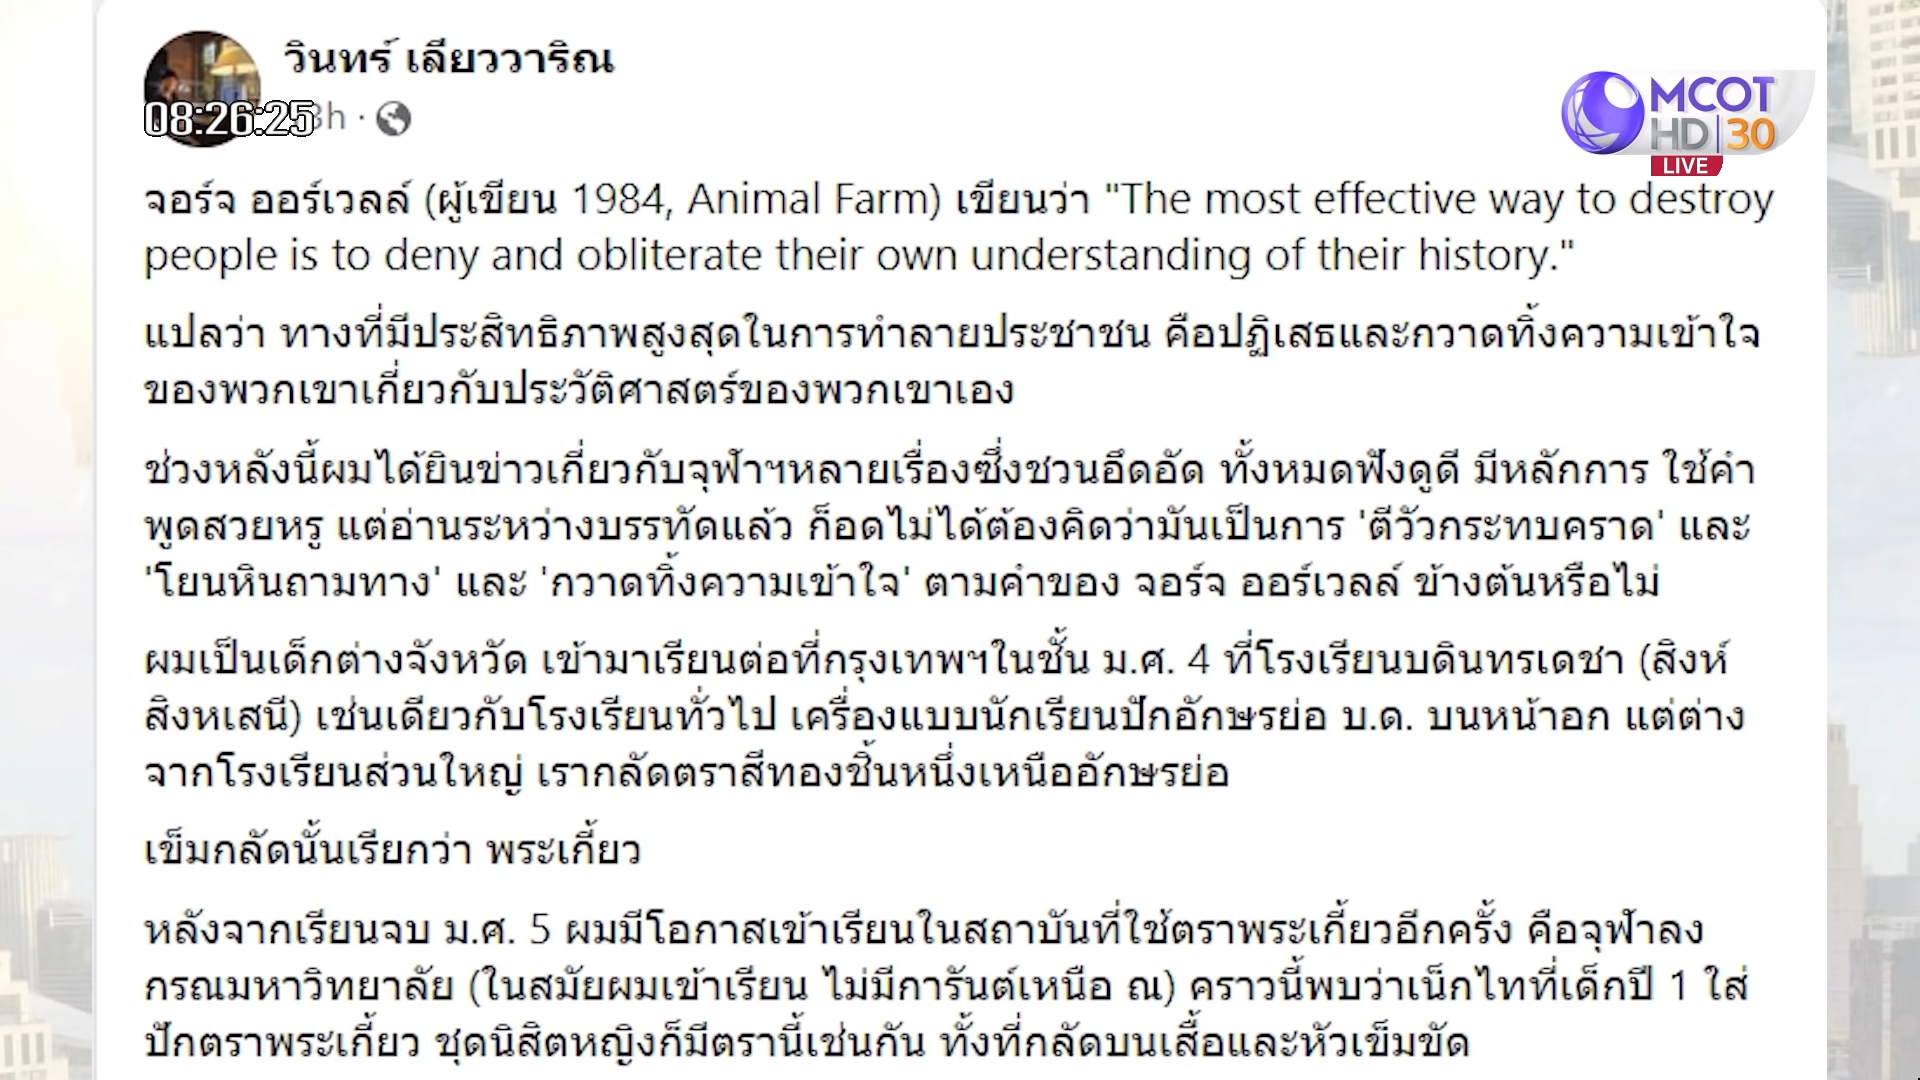 วินทร์ เลียววาริณ
08:26:25
3h ·
MCOT
HD 30
LIVE
จอร์จ ออร์เวลล์ (ผู้เขียน 1984, Animal Farm) เขียนว่า "The most effective way to destroy
people is to deny and obliterate their own understanding of their history."
แปลว่า ทางที่มีประสิทธิภาพสูงสุดในการทำลายประชาชน คือปฏิเสธและกวาดทิ้งความเข้าใจ
ของพวกเขาเกี่ยวกับประวัติศาสตร์ของพวกเขาเอง
ช่วงหลังนี้ผมได้ยินข่าวเกี่ยวกับจุฬาฯหลายเรื่องซึ่งชวนอึดอัด ทั้งหมดฟังดูดี มีหลักการ ใช้คำ
พูดสวยหรู แต่อ่านระหว่างบรรทัดแล้ว ก็อดไม่ได้ต้องคิดว่ามันเป็นการ 'ตีวัวกระทบคราด' และ
'โยนหินถามทาง' และ 'กวาดทิ้งความเข้าใจ' ตามคำของ จอร์จ ออร์เวลล์ ข้างต้นหรือไม่
ผมเป็นเด็กต่างจังหวัด เข้ามาเรียนต่อที่กรุงเทพฯในชั้น ม.ศ. 4 ที่โรงเรียนบดินทรเดชา (สิงห์
สิงหเสนี) เช่นเดียวกับโรงเรียนทั่วไป เครื่องแบบนักเรียนปักอักษรย่อ บ.ด. บนหน้าอก แต่ต่าง
จากโรงเรียนส่วนใหญ่ เรากลัดตราสีทองชิ้นหนึ่งเหนืออักษรย่อ
เข็มกลัดนั้นเรียกว่า พระเกี้ยว
หลังจากเรียนจบ ม.ศ. 5 ผมมีโอกาสเข้าเรียนในสถาบันที่ใช้ตราพระเกี้ยวอีกครั้ง คือจุฬาลง
กรณมหาวิทยาลัย (ในสมัยผมเข้าเรียน ไม่มีการันต์เหนือ ณ) คราวนี้พบว่าเน็กไทที่เด็กปี 1 ใส่
ปักตราพระเกี้ยว ชุดนิสิตหญิงก็มีตรานี้เช่นกัน ทั้งที่กลัดบนเสื้อและหัวเข็มขัด